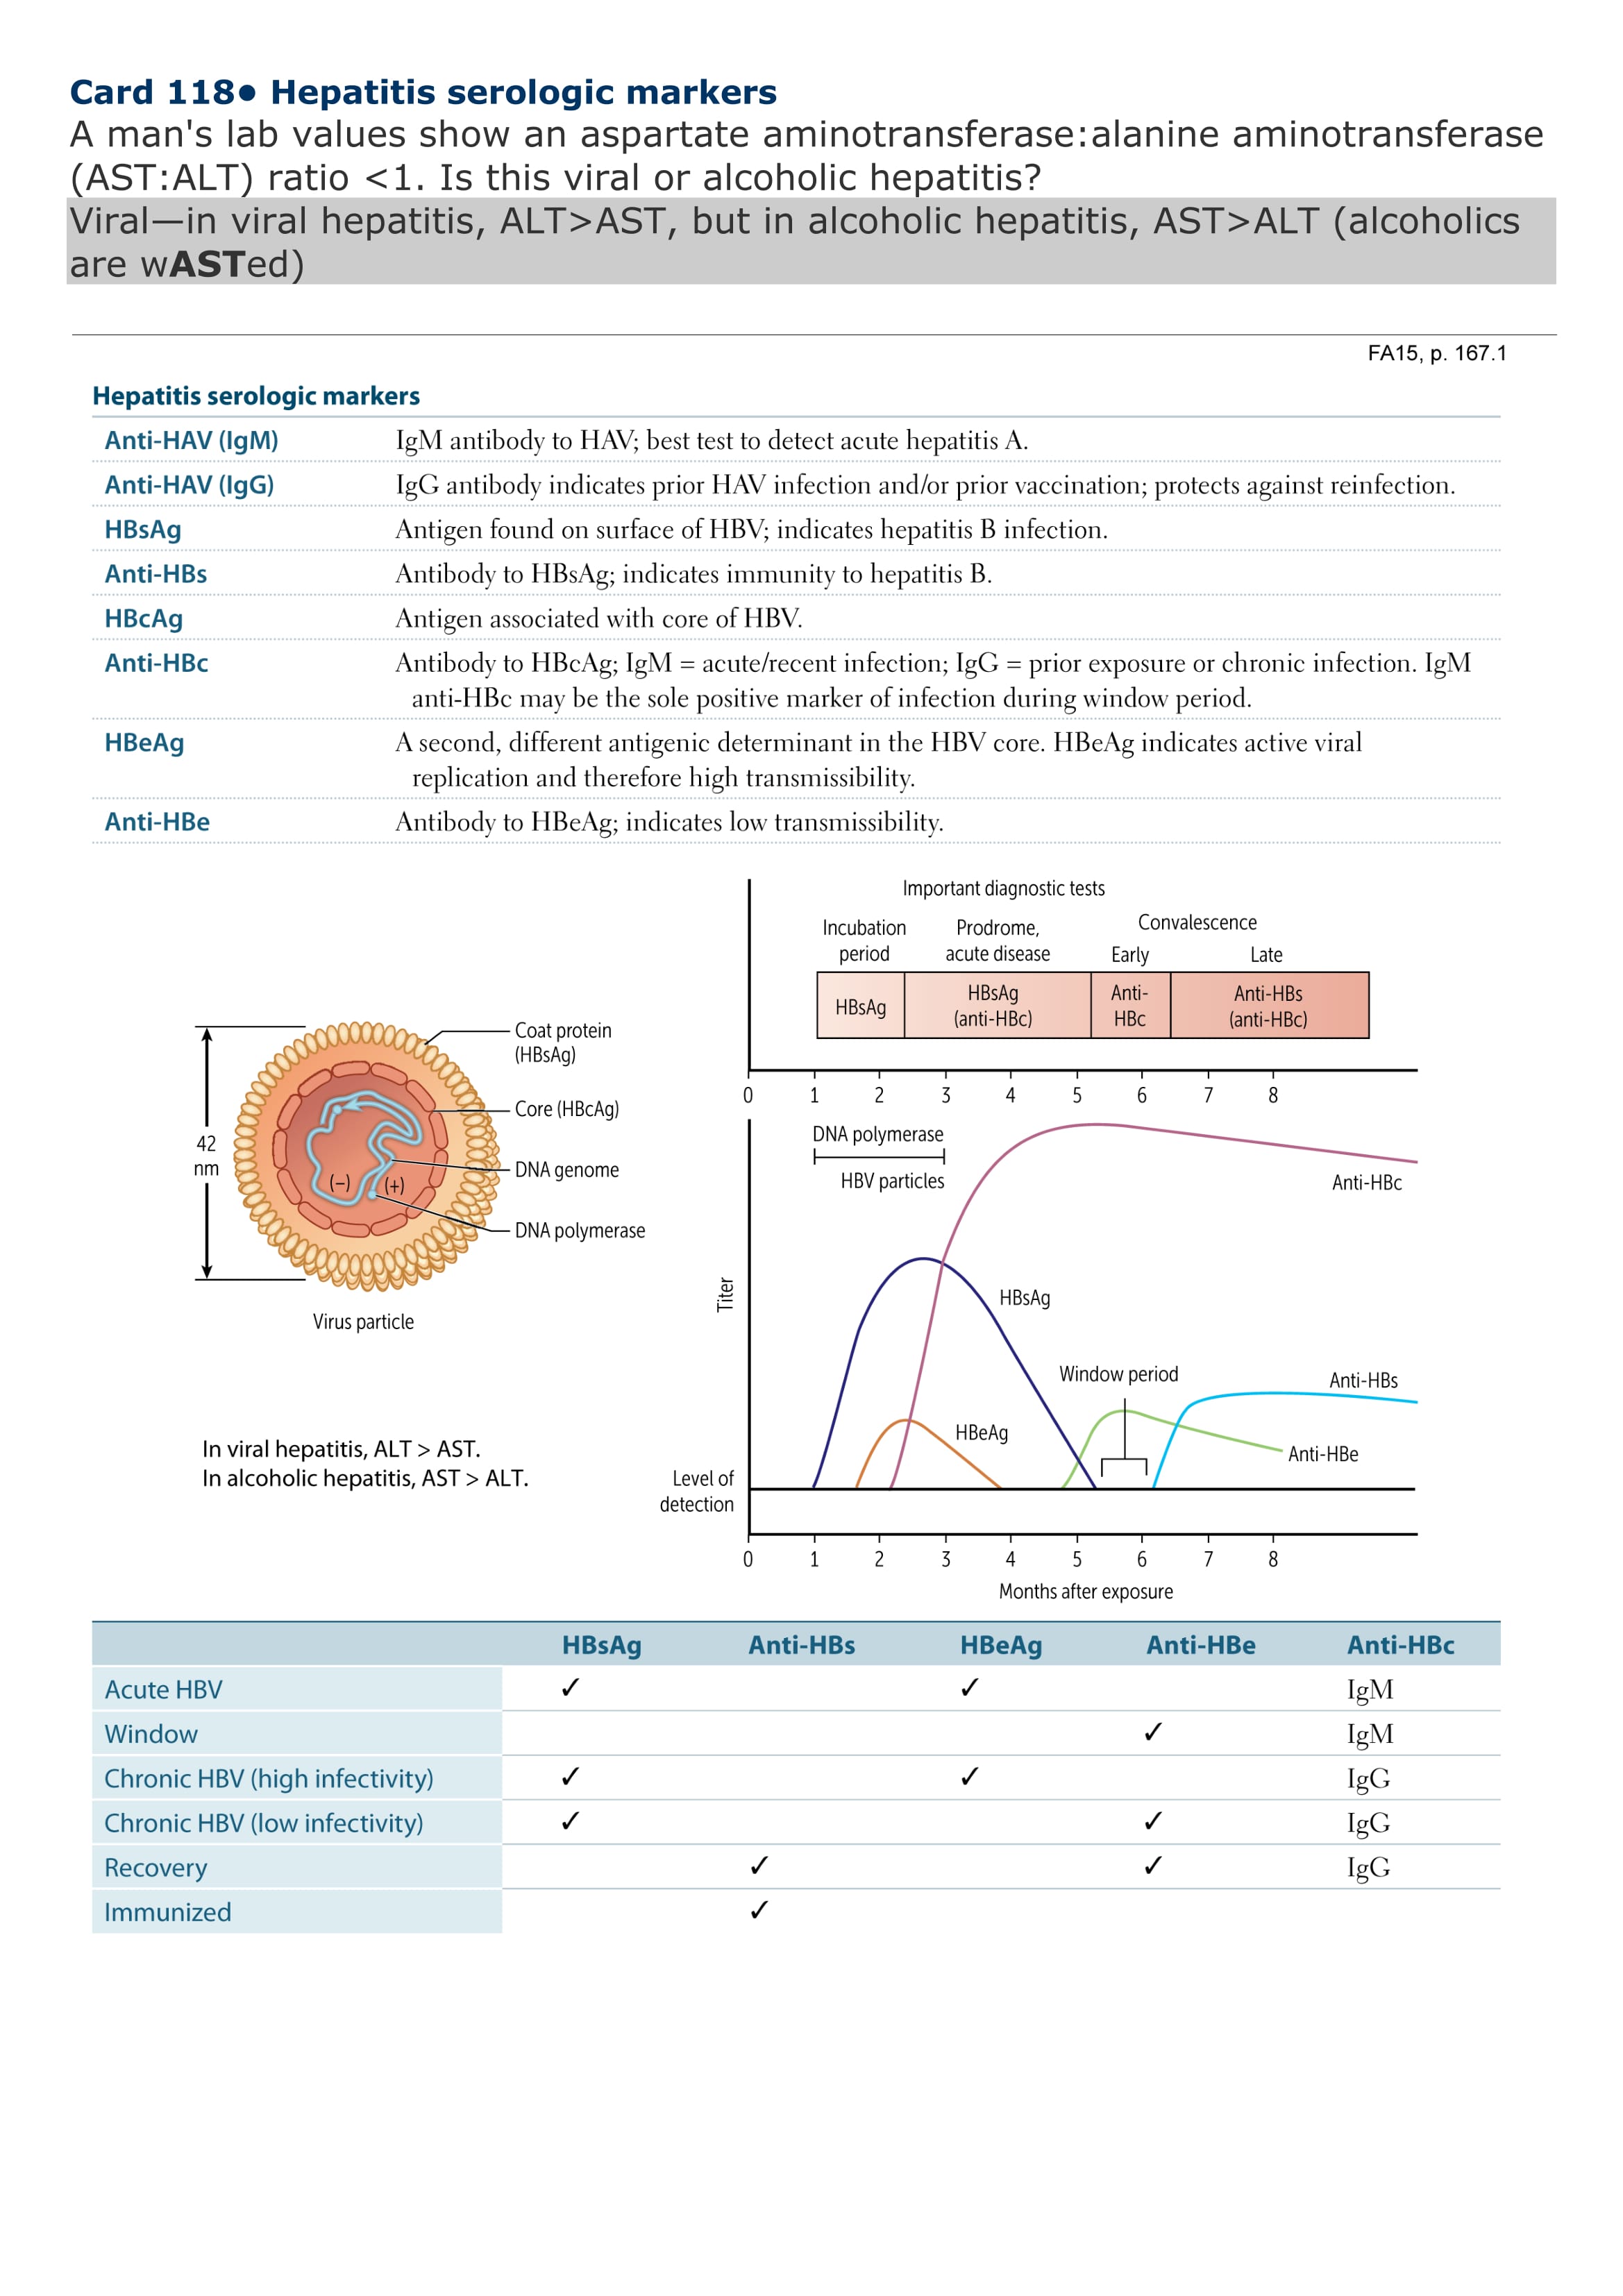 Card 118● Hepatitis serologic markers
A man's lab values show an aspartate aminotransferase:alanine aminotransferase
(AST:ALT) ratio <1. Is this viral or alcoholic hepatitis?
Viral—in viral hepatitis, ALT>AST, but in alcoholic hepatitis, AST>ALT (alcoholics
are wASTed)
FA15, p. 167.1
Hepatitis serologic markers
Anti-HAV (IgM) IgM antibody to HAV; best test to detect acute hepatitis A.
Anti-HAV (IgG) IgG antibody indicates prior HAV infection and/or prior vaccination; protects against reinfection.
HBsAg Antigen found on surface of HBV; indicates hepatitis B infection.
Anti-HBs Antibody to HBsAg; indicates immunity to hepatitis B.
HBcAg Antigen associated with core of HBV.
Anti-HBc Antibody to HBcAg; IgM = acute/recent infection; IgG = prior exposure or chronic infection. IgM
anti-HBc may be the sole positive marker of infection during window period.
HBeAg A second, different antigenic determinant in the HBV core. HBeAg indicates active viral
replication and therefore high transmissibility.
Anti-HBe Antibody to HBeAg; indicates low transmissibility.
Coat protein
(HBsAg)
Core (HBcAg)
DNA genome
DNA polymerase
42
nm
(–) (+)
Virus particle
In viral hepatitis, ALT > AST.
In alcoholic hepatitis, AST > ALT.
Important diagnostic tests
Incubation
period
Prodrome,
acute disease
Convalescence
Early Late
HBsAg
HBsAg
(anti-HBc)
Anti-
HBc
Anti-HBs
(anti-HBc)
0 1 2 3 4 5 6 7 8
DNA polymerase
HBV particles
Anti-HBc
Titer
HBsAg
Window period
Anti-HBs
HBeAg
Anti-HBe
Level of
detection
0 1 2 3 4 5 6 7 8
Months after exposure
HBsAg Anti-HBs HBeAg Anti-HBe Anti-HBc
Acute HBV ✓ ✓ IgM
Window ✓ IgM
Chronic HBV (high infectivity) ✓ ✓ IgG
Chronic HBV (low infectivity) ✓ ✓ IgG
Recovery ✓ ✓ IgG
Immunized ✓